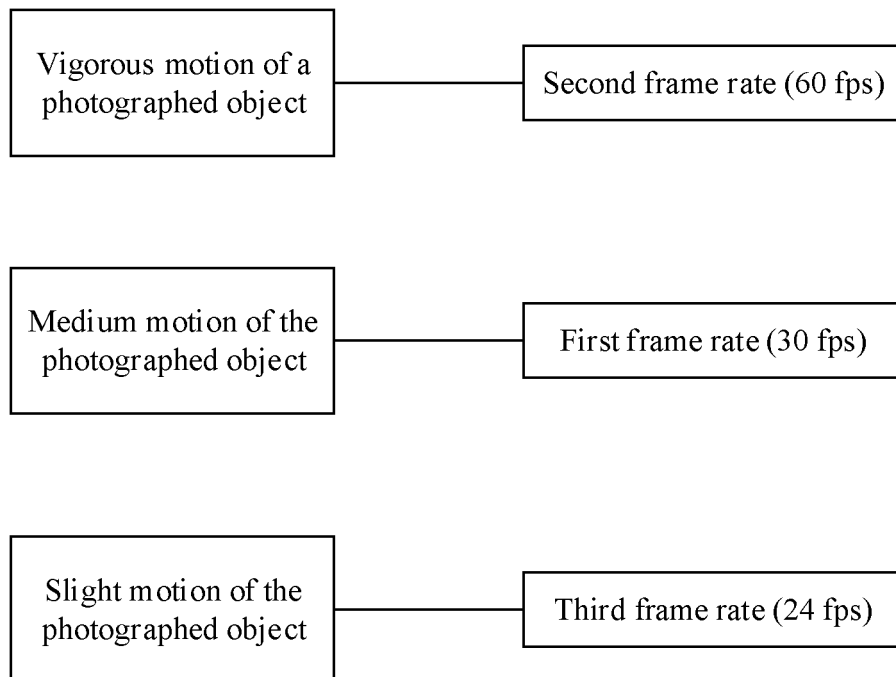 Vigorous motion of a
photographed object
Second frame rate (60 fps)
Medium motion of the
photographed object
First frame rate (30 fps)
Slight motion of the
photographed object
Third frame rate (24 fps)